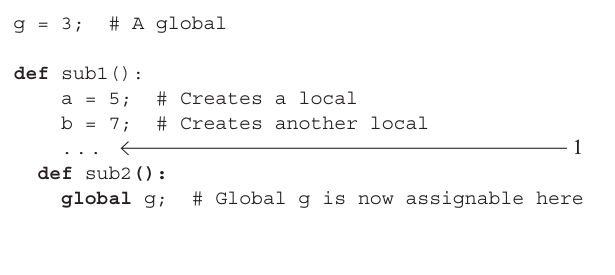 g = 3;  # A global
def sub1():
    a = 5;  # Creates a local
    b = 7;  # Creates another local
    ... 1
  def sub2():
    global g;  # Global g is now assignable here